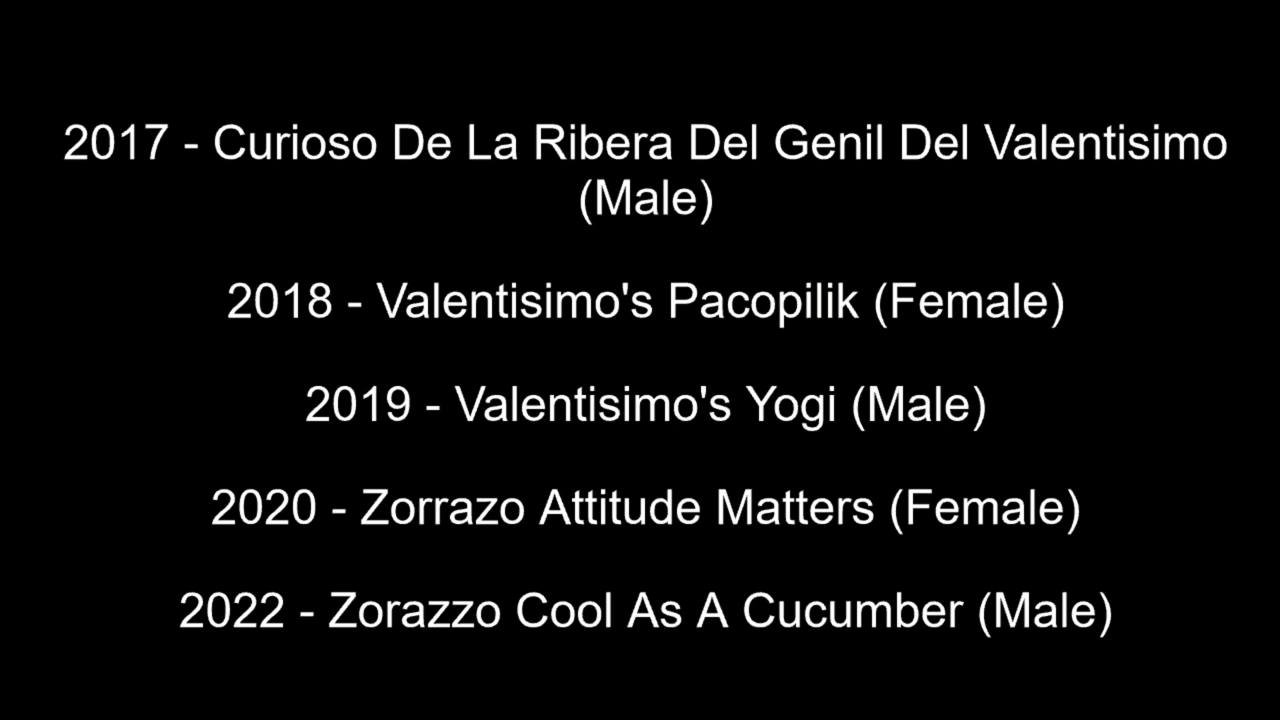 2017 - Curioso De La Ribera Del Genil Del Valentisimo
(Male)
2018 - Valentisimo's Pacopilik (Female)
2019 - Valentisimo's Yogi (Male)
2020 - Zorrazo Attitude Matters (Female)
2022 - Zorazzo Cool As A Cucumber (Male)